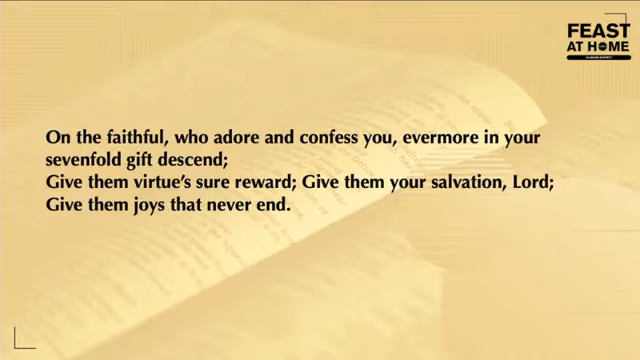 FEAST
AT HOME
On the faithful, who adore and confess you, evermore in your
sevenfold gift descend;
Give them virtue's sure reward; Give them your salvation, Lord;
Give them joys that never end.